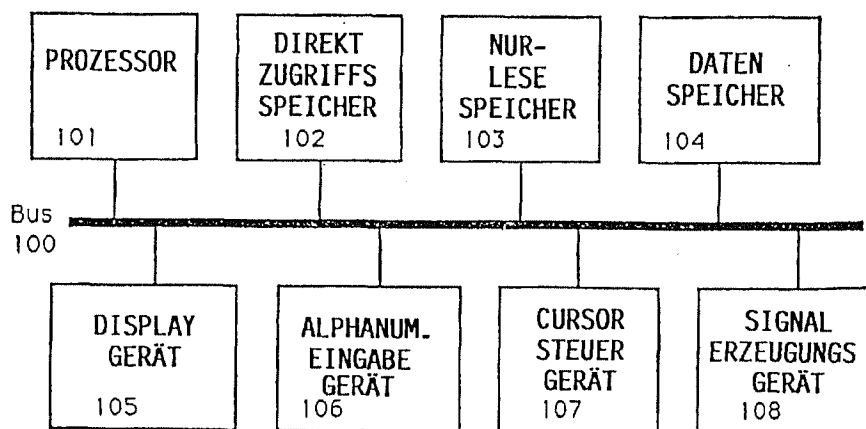 PROZESSOR
101
DIREKT
ZUGRIFFS
SPEICHER
102
NUR-
LESE
SPEICHER
103
DATEN
SPEICHER
104
Bus
100
DISPLAY
GERÄT
105
ALPHANUM.
EINGABE
GERÄT
106
CURSOR
STEUER
GERÄT
107
SIGNAL
ERZEUGUNGS
GERÄT
108